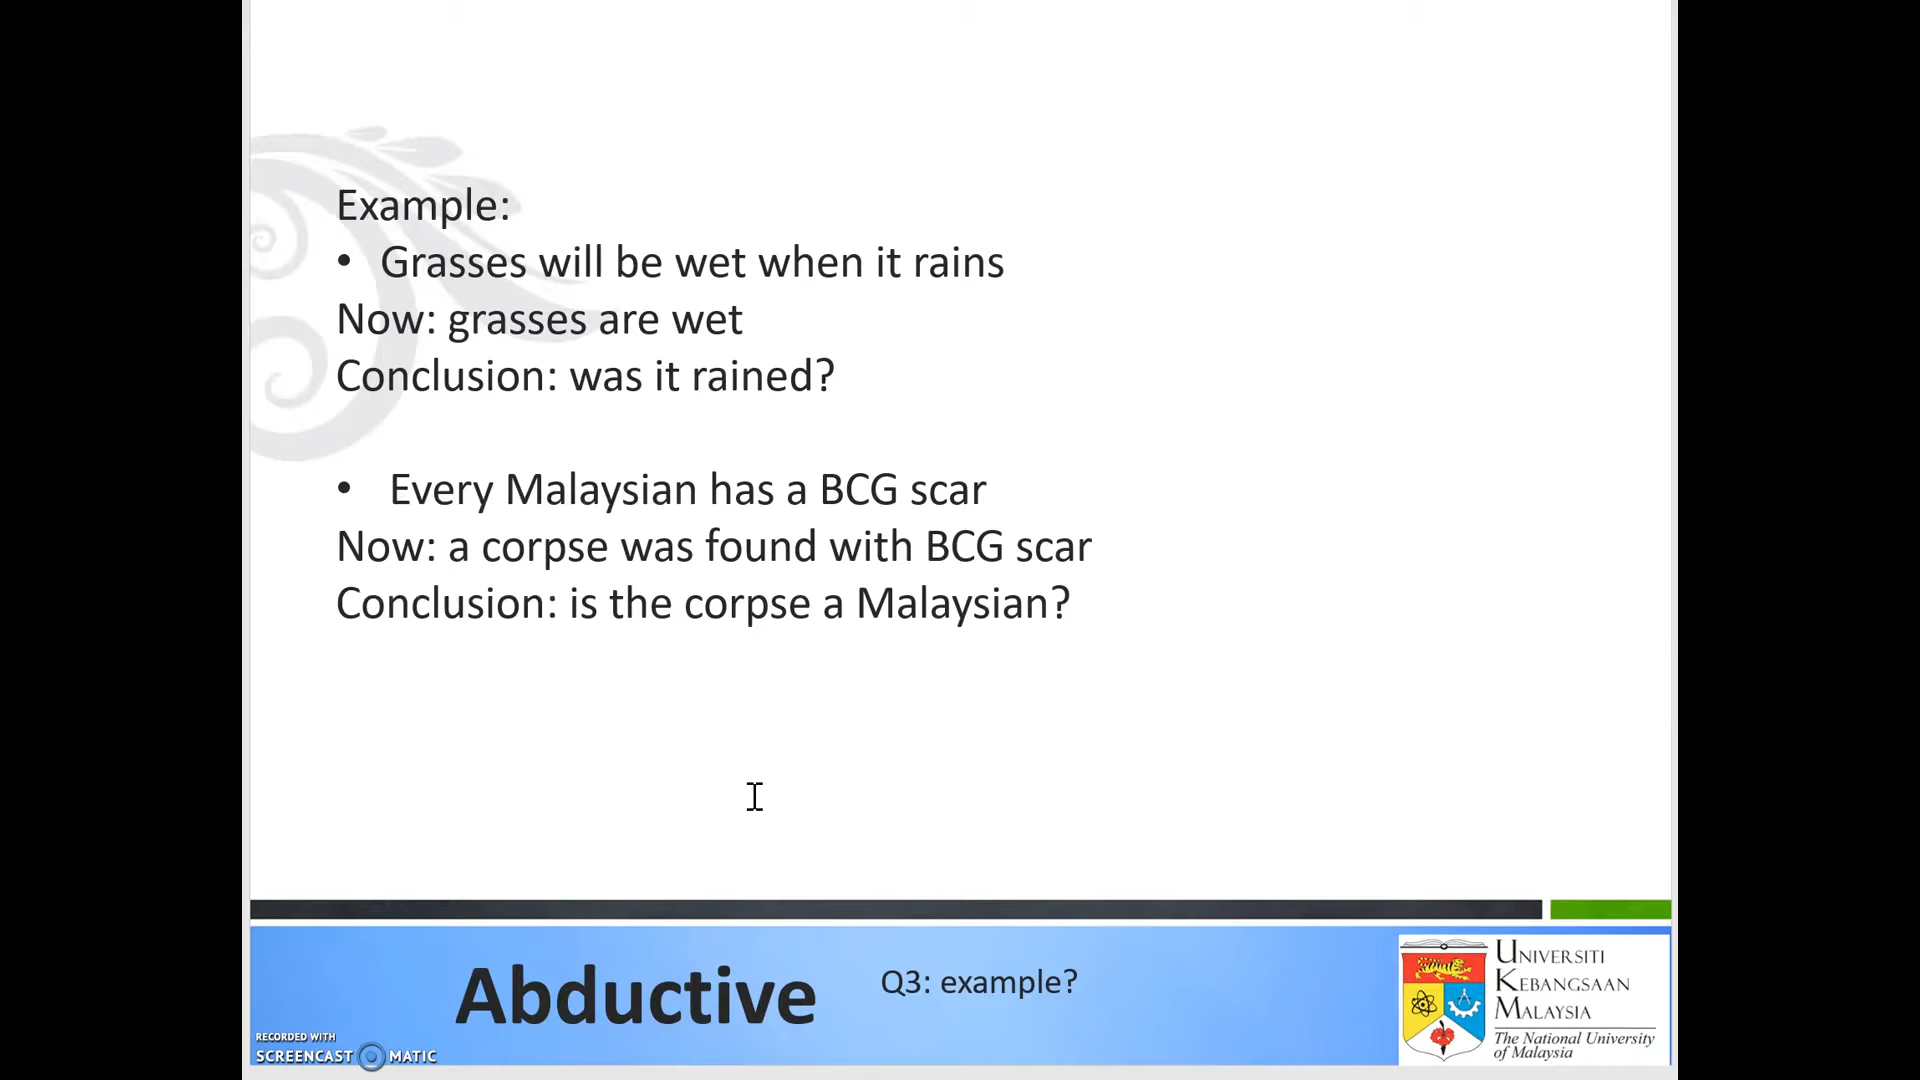 Example:
• Grasses will be wet when it rains
Now: grasses are wet
Conclusion: was it rained?
• Every Malaysian has a BCG scar
Now: a corpse was found with BCG scar
Conclusion: is the corpse a Malaysian?
Abductive
Q3: example?
RECORDED WITH
SCREENCAST MATIC
UNIVERSITI
KEBANGSAAN
MALAYSIA
The National University
of Malaysia